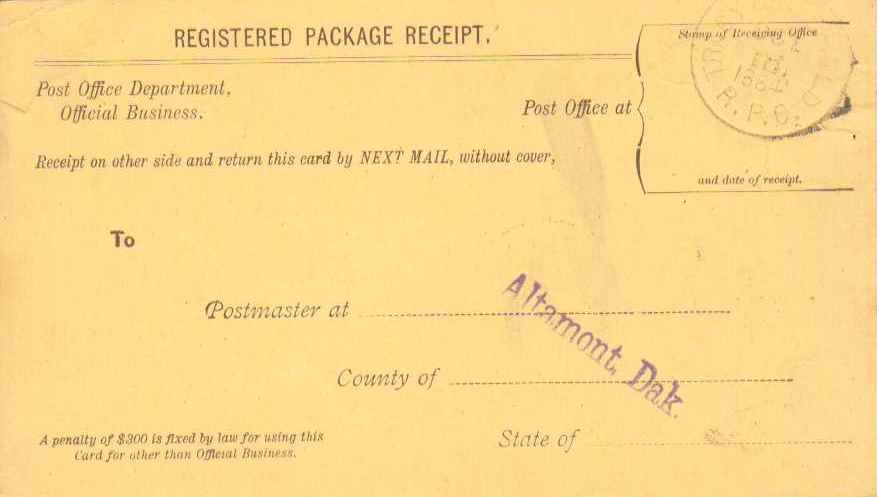 REGISTERED PACKAGE RECEIPT.
Stamp of Receiving Office
Post Office Department,
Official Business.
Post Office at
R.P.O.
Receipt on other side and return this card by NEXT MAIL, without cover,
and date of receipt.
To
Postmaster at
Altamont, Dak.
County of
State of
A penalty of $300 is fixed by law for using this
Card for other than Official Business.